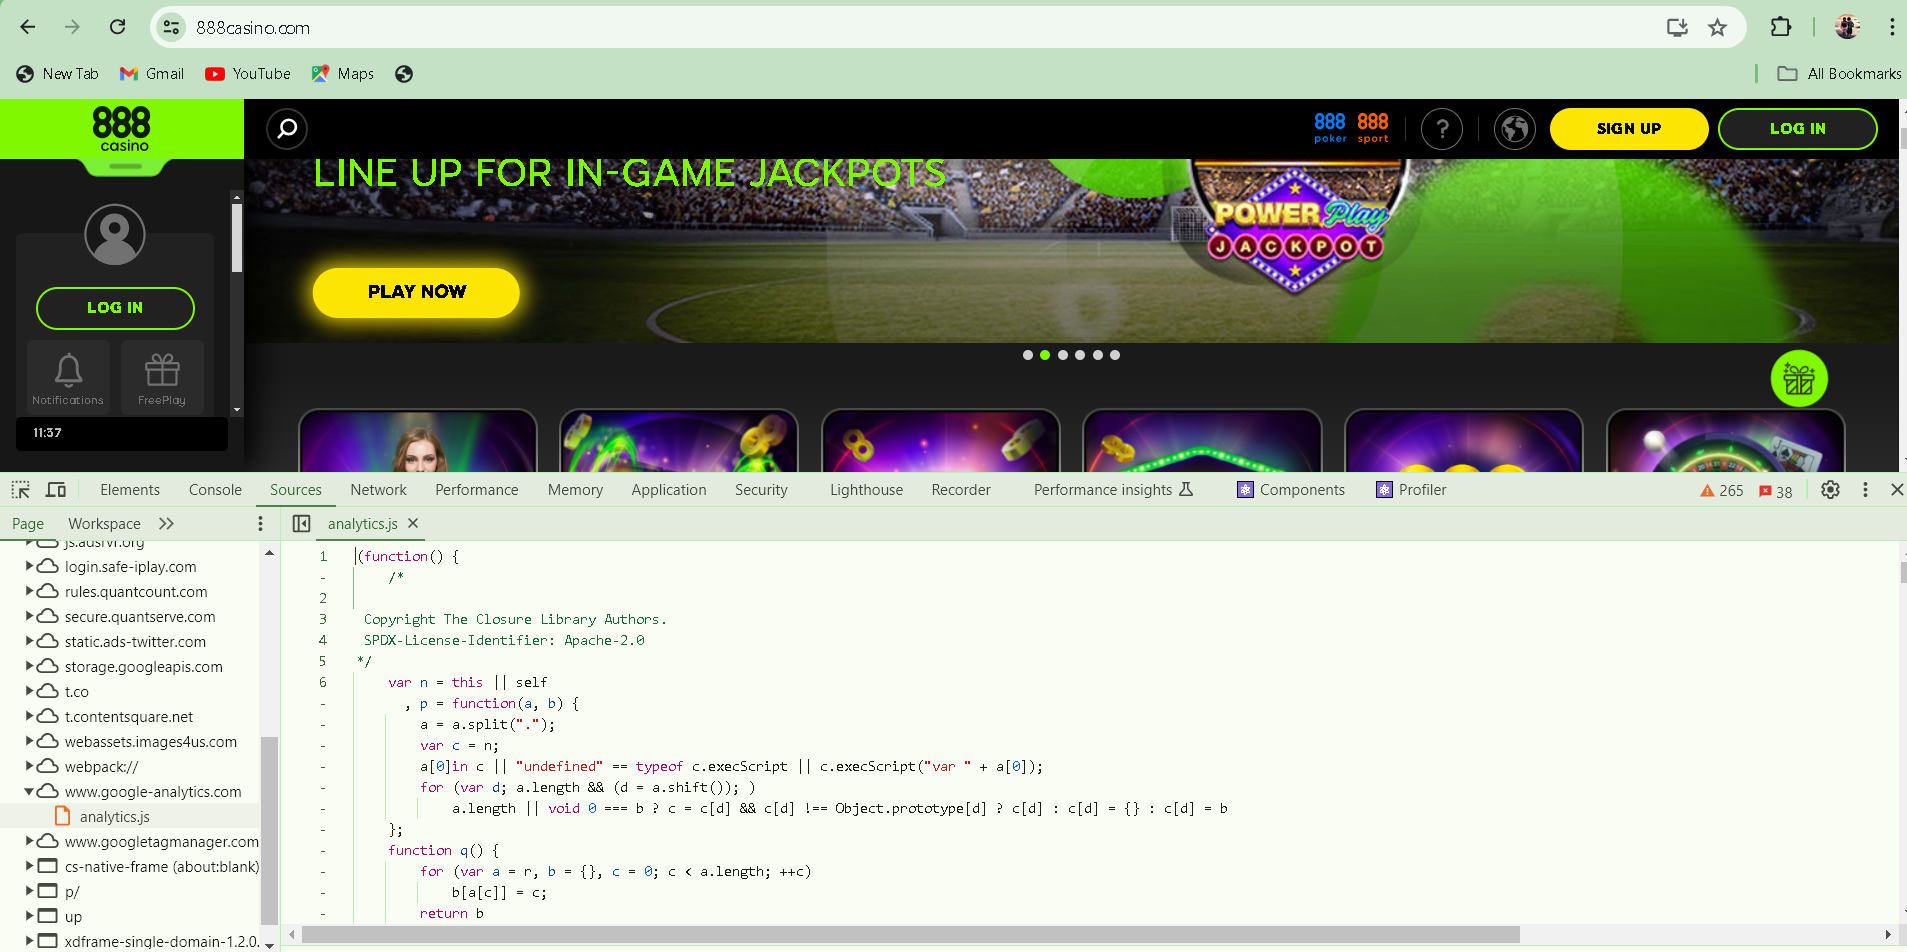 888casino.com
New Tab
Gmail
YouTube
Maps
All Bookmarks
888
casino
888
poker
888
sport
?
SIGN UP
LOG IN
LINE UP FOR IN-GAME JACKPOTS
POWER Play
JACKPOT
PLAY NOW
LOG IN
Notifications
FreePlay
11:37
Elements
Console
Sources
Network
Performance
Memory
Application
Security
Lighthouse
Recorder
Performance insights
Components
Profiler
265
38
Page
Workspace
analytics.js
js.adsrvr.org
login.safe-iplay.com
rules.quantcount.com
secure.quantserve.com
static.ads-twitter.com
storage.googleapis.com
t.co
t.contentsquare.net
webassets.images4us.com
webpack://
www.google-analytics.com
analytics.js
www.googletagmanager.com
cs-native-frame (about:blank)
p/
up
xdframe-single-domain-1.2.0.
1 (function() {
- /*
2
3 Copyright The Closure Library Authors.
4 SPDX-License-Identifier: Apache-2.0
5 */
6 var n = this || self
- , p = function(a, b) {
- a = a.split(".");
- var c = n;
- a[0]in c || "undefined" == typeof c.execScript || c.execScript("var " + a[0]);
- for (var d; a.length && (d = a.shift()); )
- a.length || void 0 === b ? c = c[d] && c[d] !== Object.prototype[d] ? c[d] : c[d] = {} : c[d] = b
- };
- function q() {
- for (var a = r, b = {}, c = 0; c < a.length; ++c)
- b[a[c]] = c;
- return b